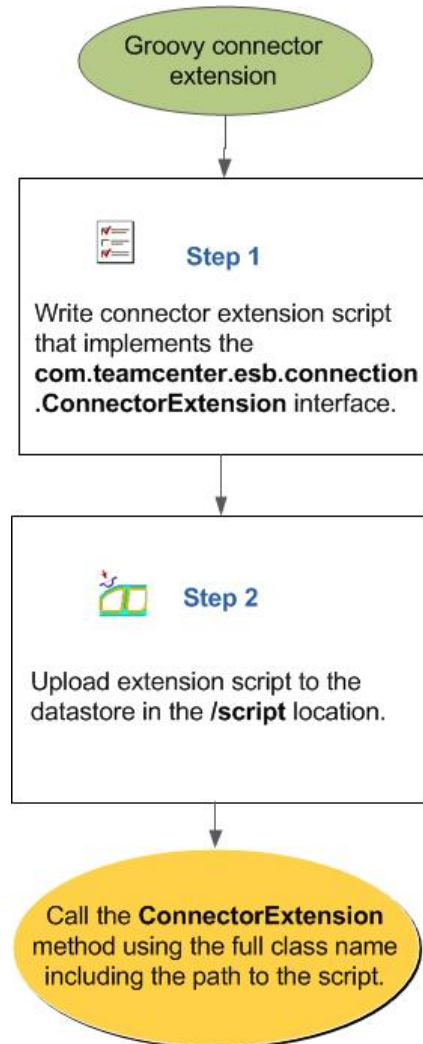 Groovy connector
extension
Step 1
Write connector extension script
that implements the
com.teamcenter.esb.connection
.ConnectorExtension interface.
Step 2
Upload extension script to the
datastore in the /script location.
Call the ConnectorExtension
method using the full class name
including the path to the script.